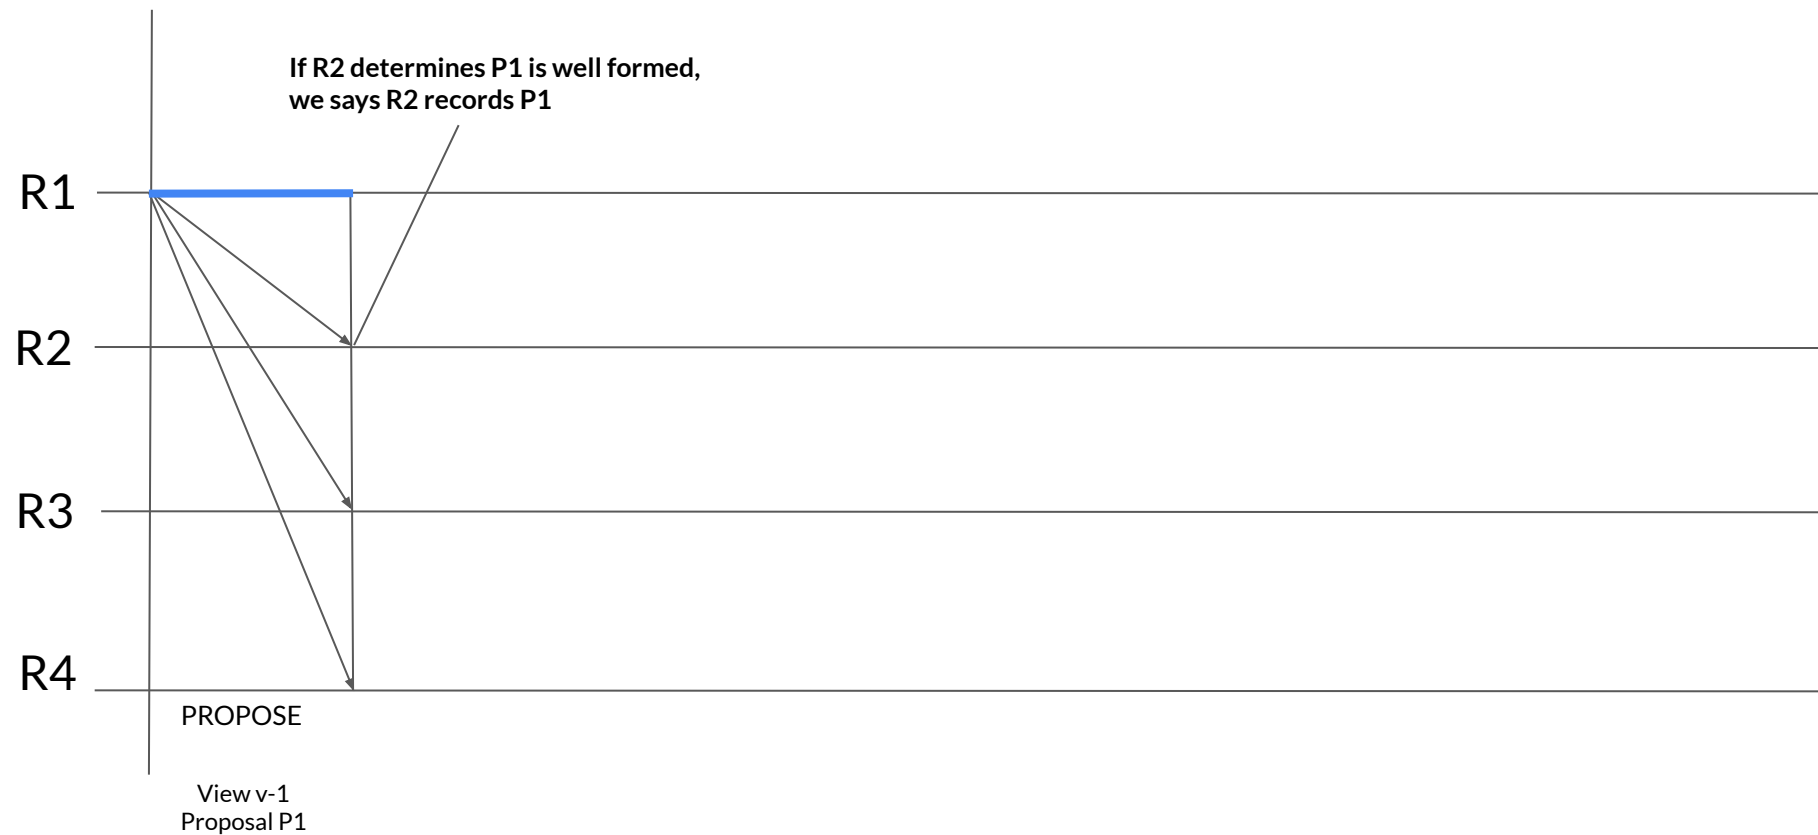 If R2 determines P1 is well formed,
we says R2 records P1
R1
R2
R3
R4
PROPOSE
View v-1
Proposal P1